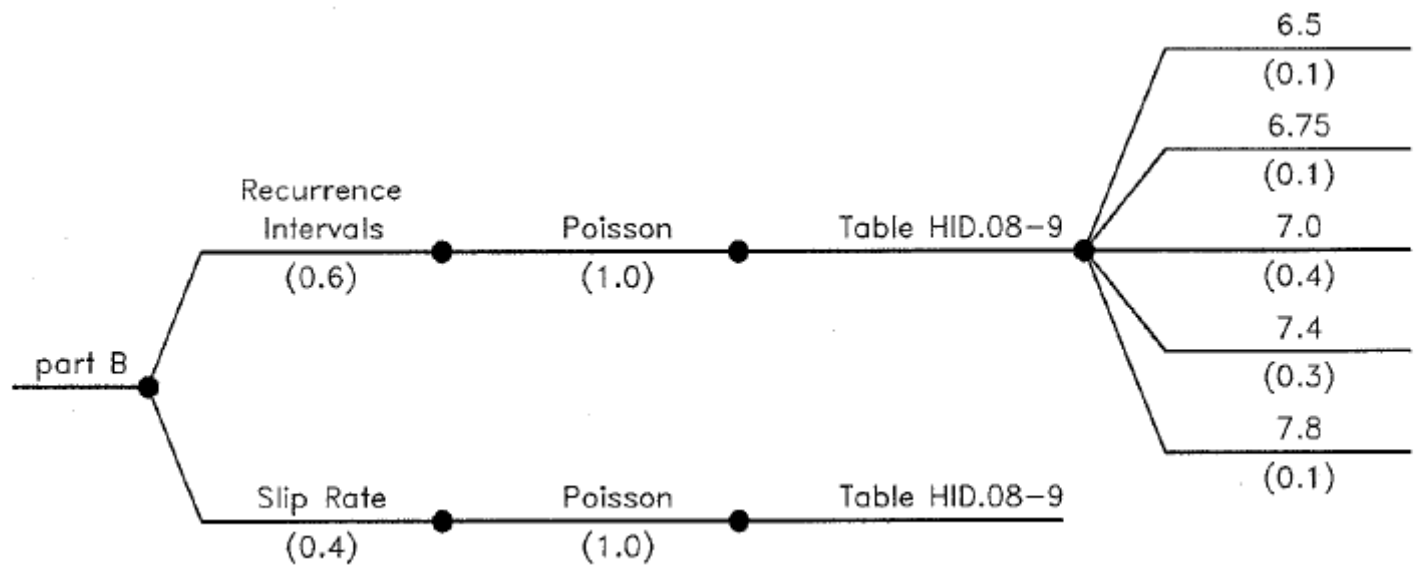 6.5
(0.1)
6.75
(0.1)
Recurrence
Intervals
(0.6)
Poisson
(1.0)
Table HID.08-9
7.0
(0.4)
7.4
(0.3)
part B
7.8
(0.1)
Slip Rate
(0.4)
Poisson
(1.0)
Table HID.08-9